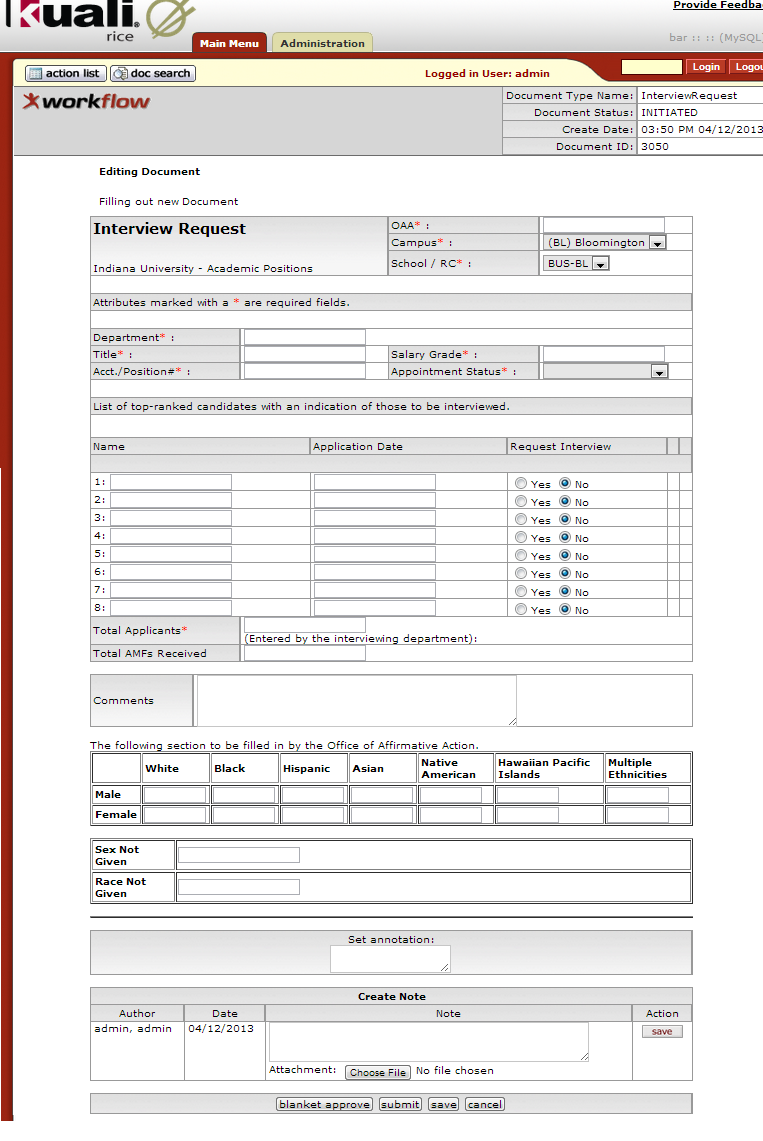 Provide Feedba
kuali
rice
Main Menu Administration
bar :: :: (MySQL
action list doc search
Logged in User: admin
Login Logou
workflow
Document Type Name: InterviewRequest
Document Status: INITIATED
Create Date: 03:50 PM 04/12/2013
Document ID: 3050
Editing Document
Filling out new Document
Interview Request
Indiana University - Academic Positions
OAA* :
Campus* : (BL) Bloomington
School / RC* : BUS-BL
Attributes marked with a * are required fields.
Department* :
Title* : Salary Grade* :
Acct./Position#* : Appointment Status* :
List of top-ranked candidates with an indication of those to be interviewed.
Name Application Date Request Interview
1: Yes No
2: Yes No
3: Yes No
4: Yes No
5: Yes No
6: Yes No
7: Yes No
8: Yes No
Total Applicants*
(Entered by the interviewing department):
Total AMFs Received
Comments
The following section to be filled in by the Office of Affirmative Action.
White Black Hispanic Asian Native American Hawaiian Pacific Islands Multiple Ethnicities
Male
Female
Sex Not Given
Race Not Given
Set annotation:
Create Note
Author Date Note Action
admin, admin 04/12/2013 save
Attachment: Choose File No file chosen
blanket approve submit save cancel